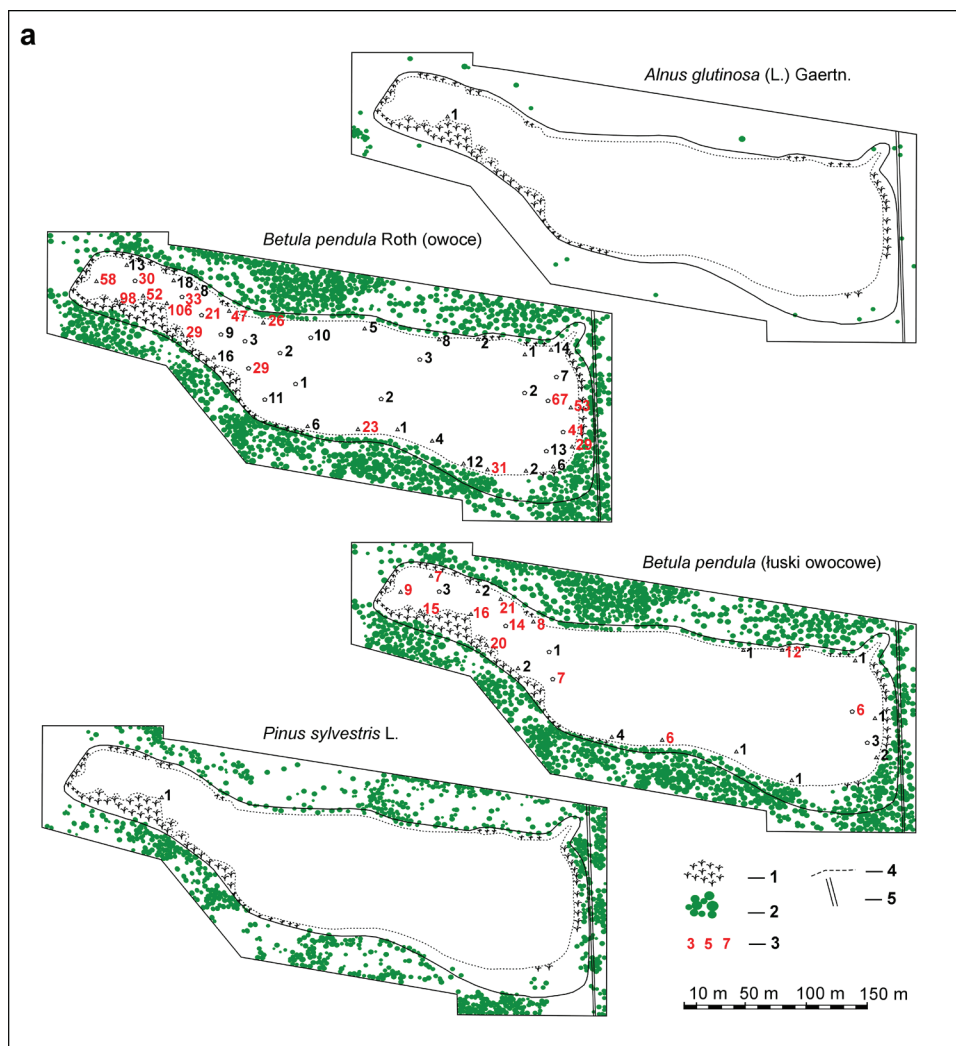 a
Alnus glutinosa (L.) Gaertn.
1
Betula pendula Roth (owoce)
13
58 30 18 8
98 52 33
106 21 47 26
29 9 3 10 5 8 2 1 14
16 2 3
29 1 7
11 2 2 67 53
6 23 1 4 41 29
13
12 31 2 6
Betula pendula (łuski owocowe)
7
9 3 2 21
15 16 14 8
20 1 1 12 1
2 7
6 1
4 6 1 3 2
1
Pinus sylvestris L.
1
— 1 — 4
— 2 — 5
3 5 7 — 3
10 m 50 m 100 m 150 m